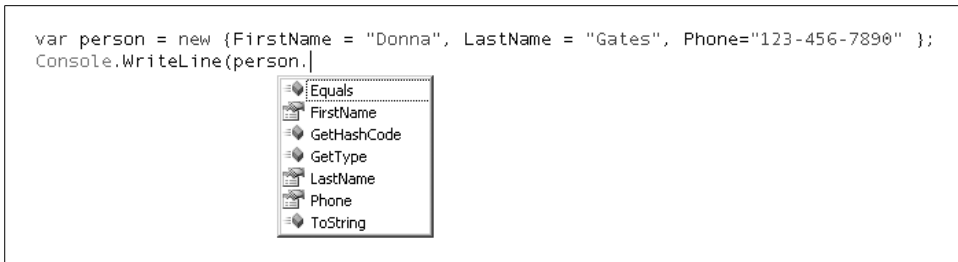 var person = new {FirstName = "Donna", LastName = "Gates", Phone="123-456-7890" };
Console.WriteLine(person.
Equals
FirstName
GetHashCode
GetType
LastName
Phone
ToString